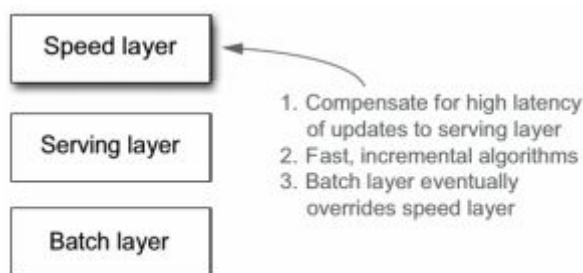 Speed layer
1. Compensate for high latency
of updates to serving layer
2. Fast, incremental algorithms
3. Batch layer eventually
overrides speed layer
Serving layer
Batch layer